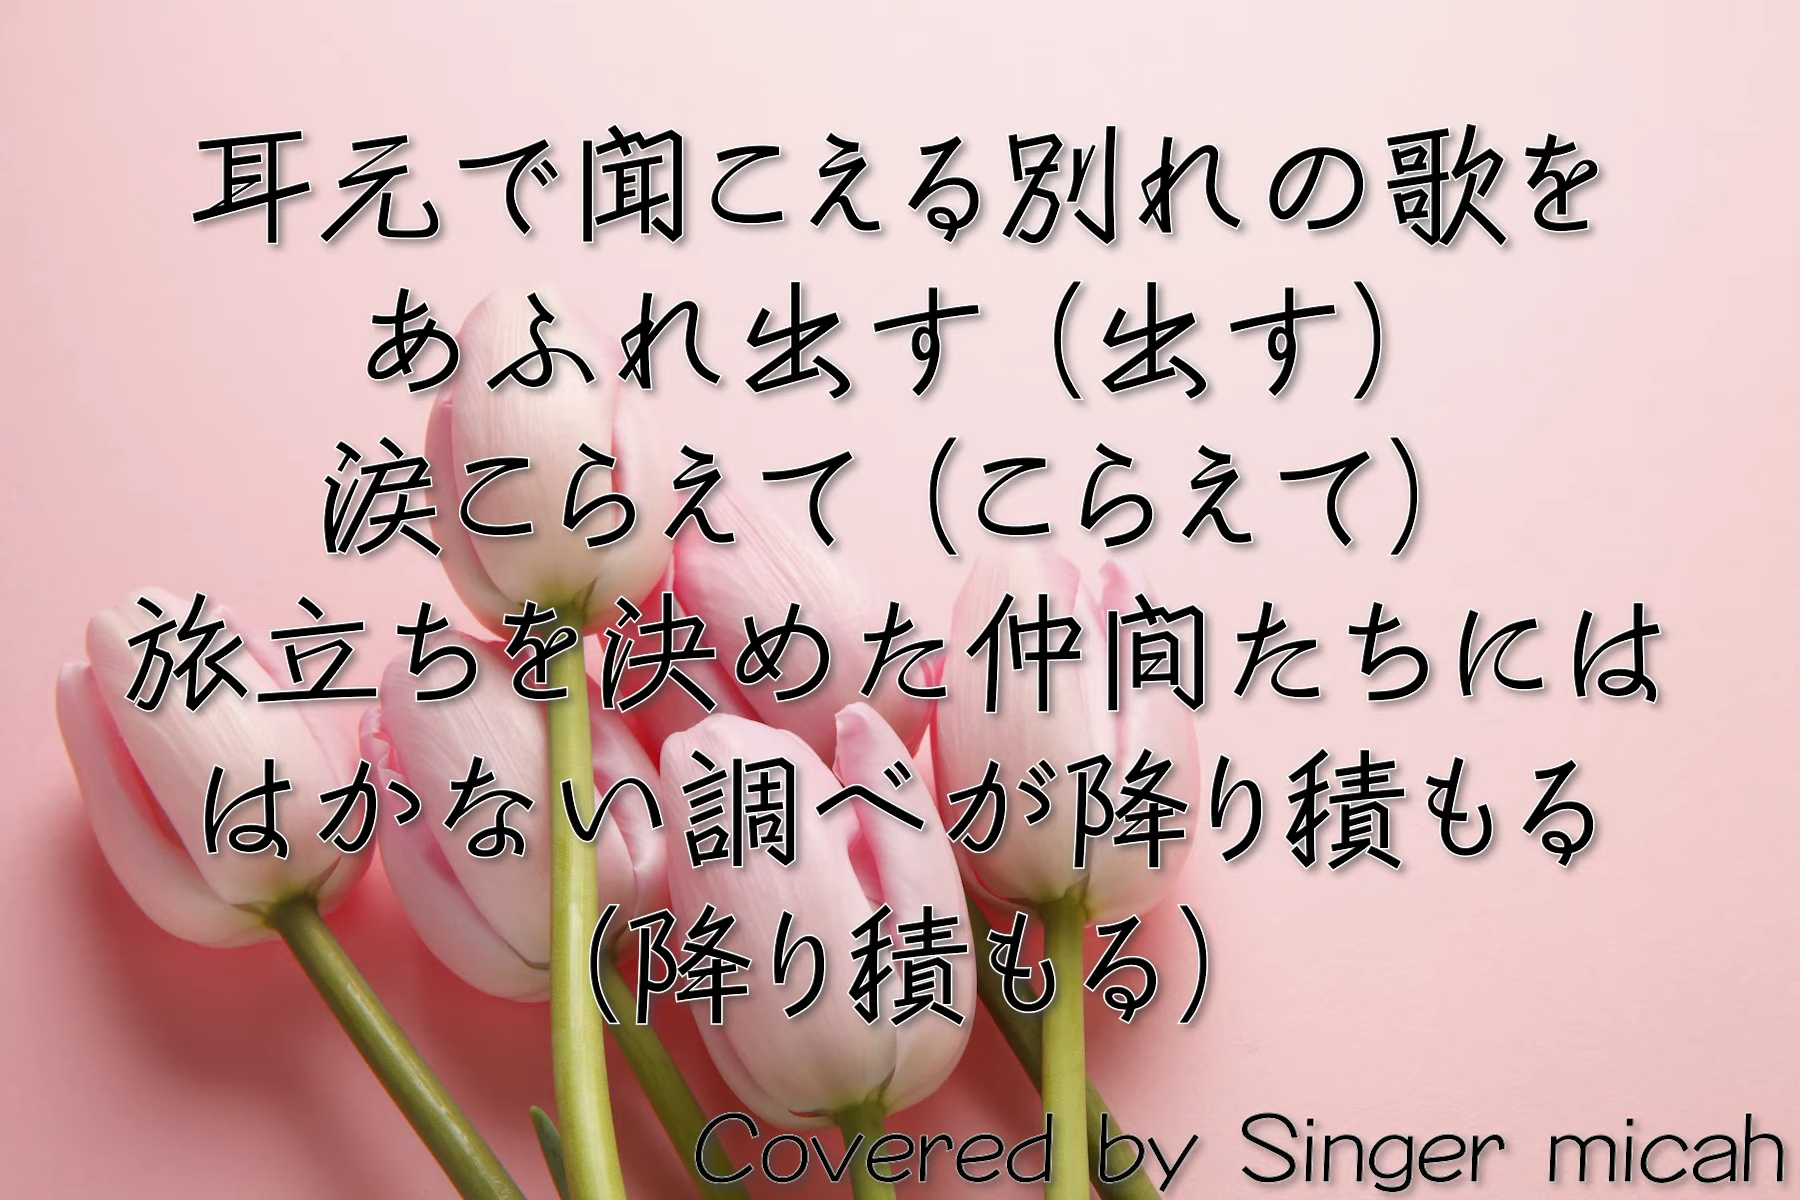 耳元で聞こえる別れの歌を
あふれ出す（出す）
涙こらえて（こらえて）
旅立ちを決めた仲間たちには
はかない調べが降り積もる
（降り積もる）
Covered by Singer micah